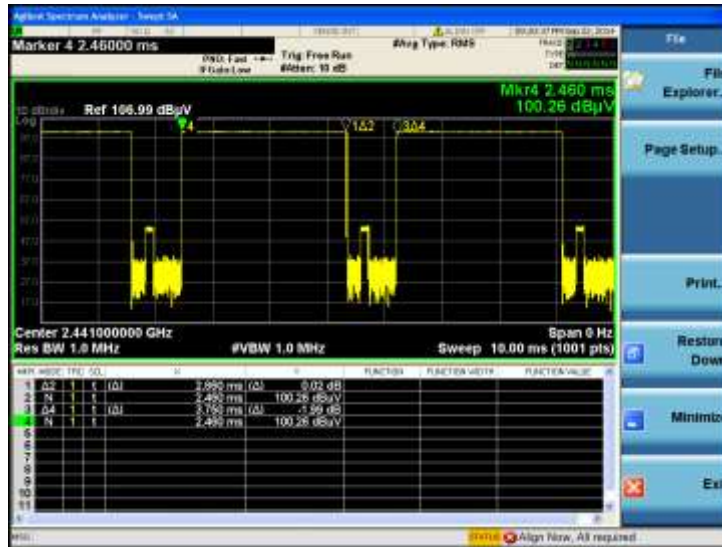 Agilent Spectrum Analyzer - Swept SA
Marker 4 2.46000 ms
PNO: Fast
IFGain:Low
Trig: Free Run
#Atten: 10 dB
#Avg Type: RMS
File
Mkr4 2.460 ms
100.26 dBµV
10 dB/div Ref 106.99 dBµV
Log
4
1Δ2
3Δ4
File
Explorer.
Page Setup.
Print.
Restore
Down
Minimize
Exi
Center 2.441000000 GHz
Span 0 Hz
Res BW 1.0 MHz
#VBW 1.0 MHz
Sweep 10.00 ms (1001 pts)
MKR MODE TRC SCL X Y FUNCTION FUNCTION WIDTH FUNCTION VALUE
1 Δ2 1 t (Δ) (Δ) 0.02 dB
2 N 1 t 2.460 ms 100.26 dBµV
3 Δ4 1 t (Δ) 3.750 ms (Δ) -1.99 dB
4 N 1 t 2.460 ms 100.26 dBµV
5
6
7
8
9
10
11
MSG
STATUS Align Now, All required